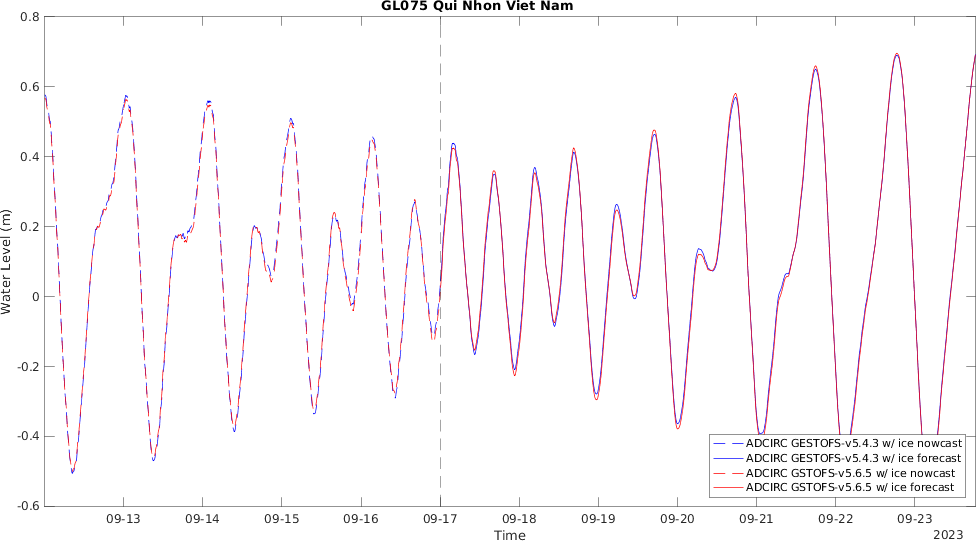 GL075 Qui Nhon Viet Nam
0.8
0.6
0.4
0.2
0
-0.2
-0.4
-0.6
Water Level (m)
09-13 09-14 09-15 09-16 09-17 09-18 09-19 09-20 09-21 09-22 09-23
Time
2023
ADCIRC GESTOFS-v5.4.3 w/ ice nowcast
ADCIRC GESTOFS-v5.4.3 w/ ice forecast
ADCIRC GSTOFS-v5.6.5 w/ ice nowcast
ADCIRC GSTOFS-v5.6.5 w/ ice forecast